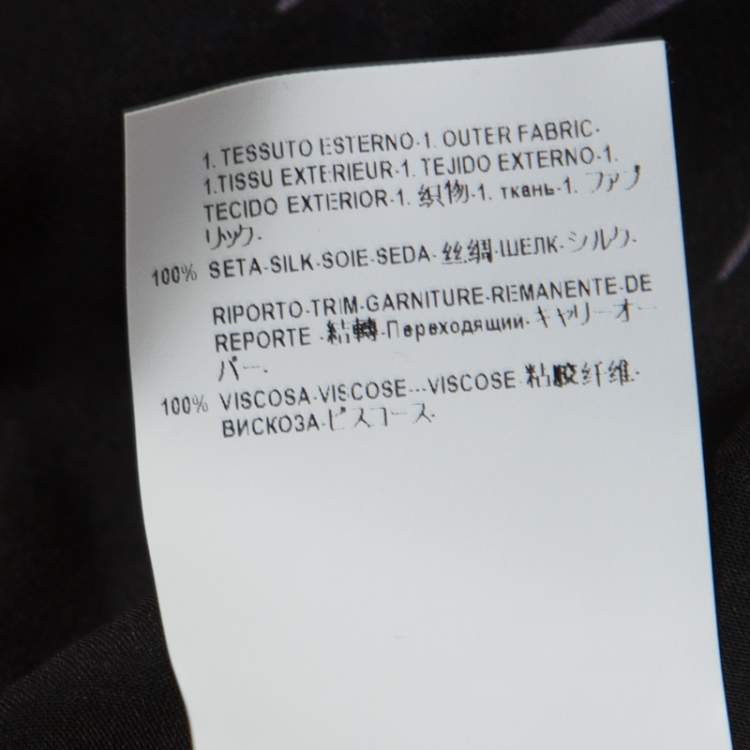 1. TESSUTO ESTERNO-1. OUTER FABRIC-
1.TISSU EXTERIEUR-1. TEJIDO EXTERNO-1.
TECIDO EXTERIOR-1. 织物-1. ткань-1. ファブ
リック-
100% SETA-SILK-SOIE-SEDA-丝绸-ШЕЛК-シルク-
RIPORTO-TRIM-GARNITURE-REMANENTE-DE
REPORTE -結轉-Переходящии-キャリーオー
バー-
100% VISCOSA-VISCOSE---VISCOSE 粘胶纤维-
ВИСКОЗА-ビスコース-